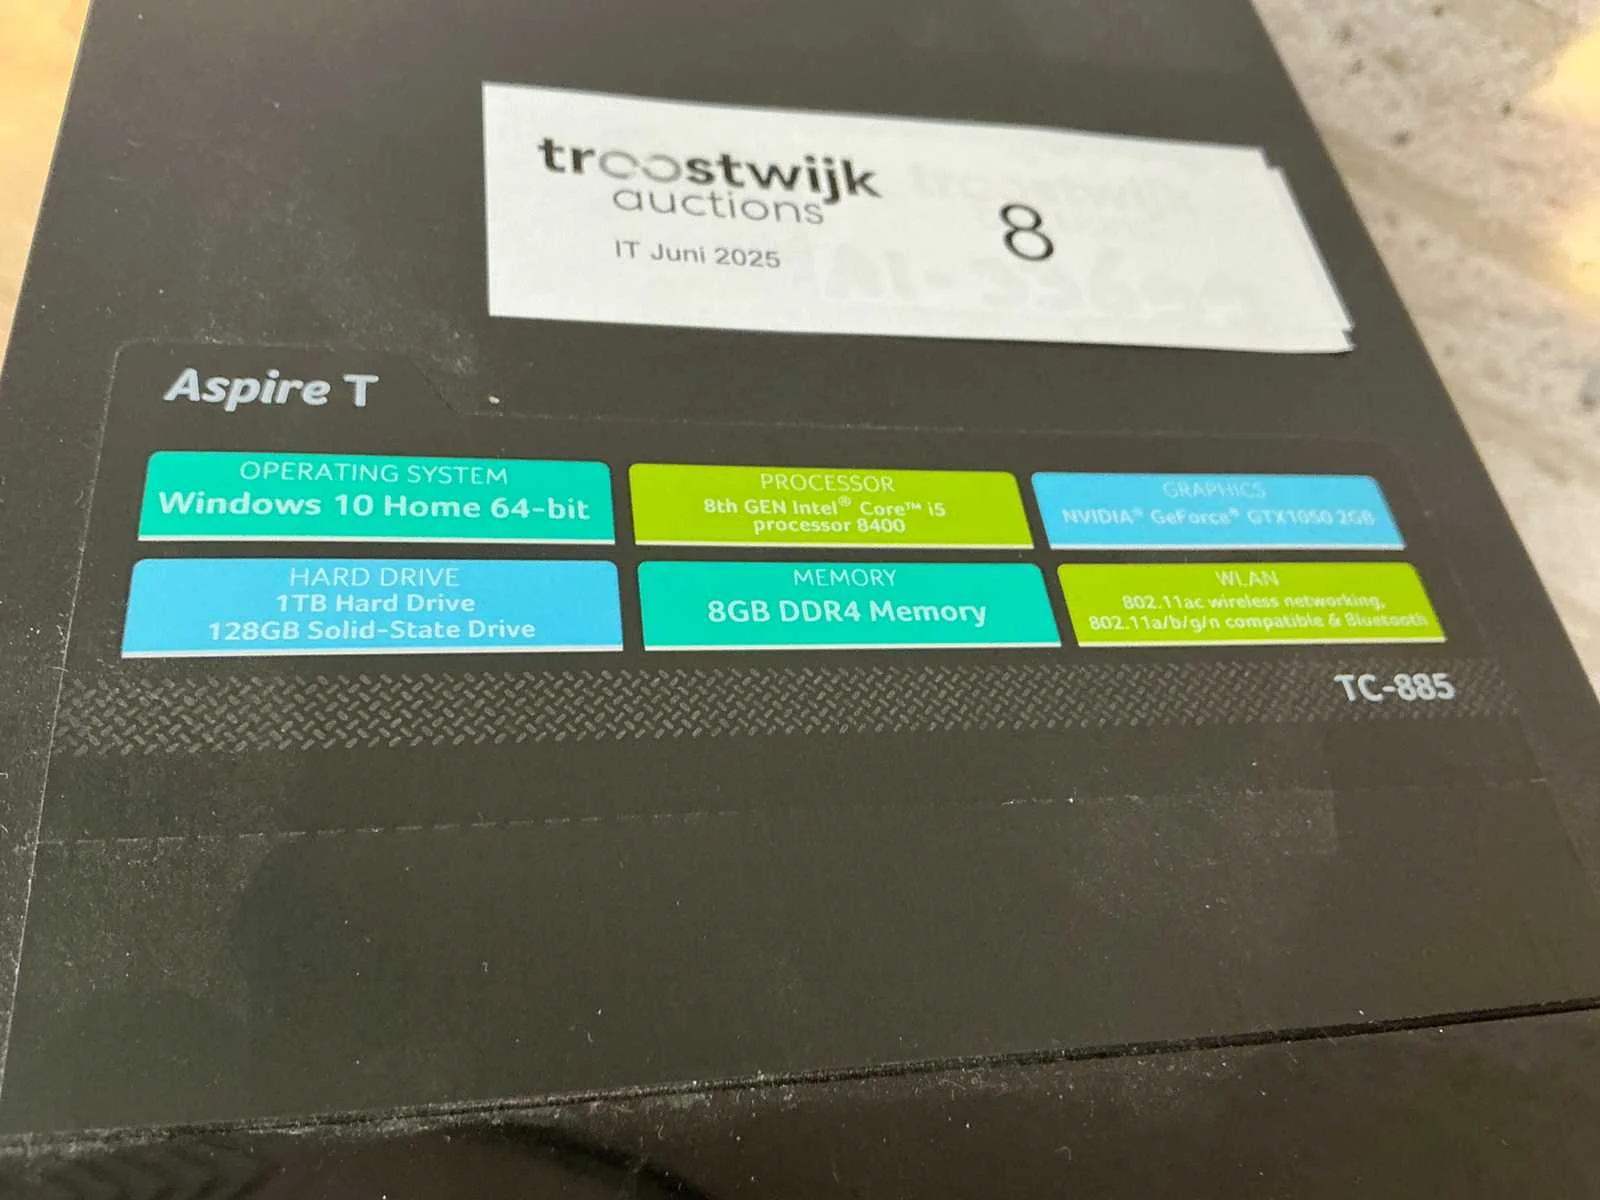 troostwijk
auctions
IT Juni 2025
8
Aspire T
OPERATING SYSTEM
Windows 10 Home 64-bit
PROCESSOR
8th GEN Intel® Core™ i5
processor 8400
GRAPHICS
NVIDIA® GeForce® GTX1050 2GB
HARD DRIVE
1TB Hard Drive
128GB Solid-State Drive
MEMORY
8GB DDR4 Memory
WLAN
802.11ac wireless networking,
802.11a/b/g/n compatible & Bluetooth
TC-885